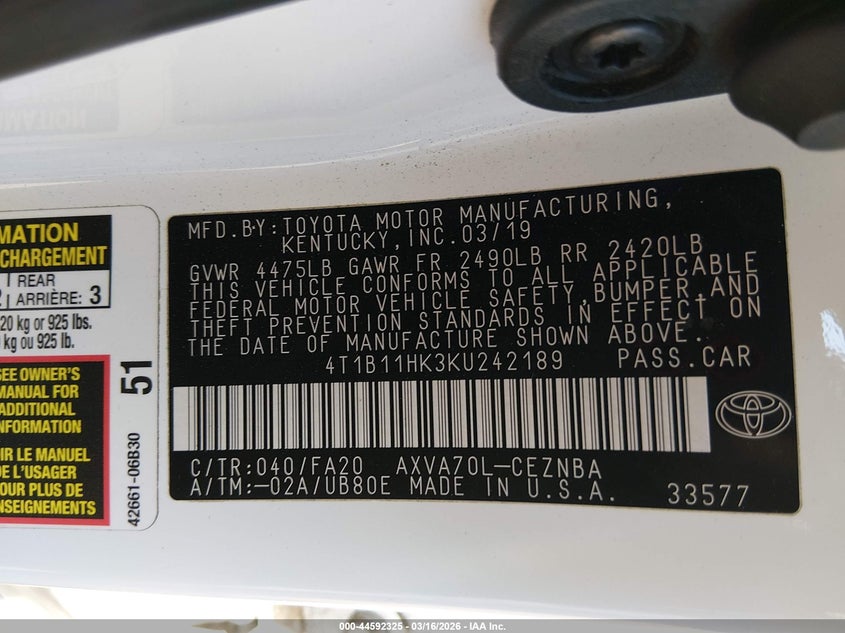 MFD.BY:TOYOTA MOTOR MANUFACTURING,
KENTUCKY,INC.03/19
GVWR 4475LB GAWR FR 2490LB RR 2420LB
THIS VEHICLE CONFORMS TO ALL APPLICABLE
FEDERAL MOTOR VEHICLE SAFETY,BUMPER,AND
THEFT PREVENTION STANDARDS IN EFFECT ON
THE DATE OF MANUFACTURE SHOWN ABOVE.
4T1B11HK3KU242189 PASS.CAR
C/TR:040/FA20 AXVA70L-CEZNBA
A/TM:-02A/UB80E MADE IN U.S.A. 33577
MATION
CHARGEMENT
REAR
ARRIÈRE: 3
20 kg or 925 lbs.
kg ou 925 lb.
SEE OWNER'S
MANUAL FOR
ADDITIONAL
INFORMATION
OIR LE MANUEL
DE L'USAGER
POUR PLUS DE
NSEIGNEMENTS
51
42661-06B30
000-44592325 - 03/16/2026 - IAA Inc.